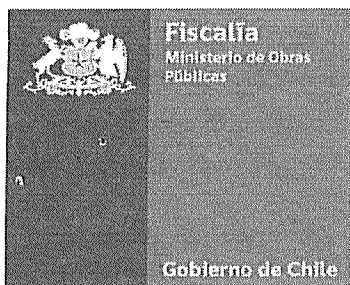 Fiscalía
Ministerio de Obras
Públicas
Gobierno de Chile